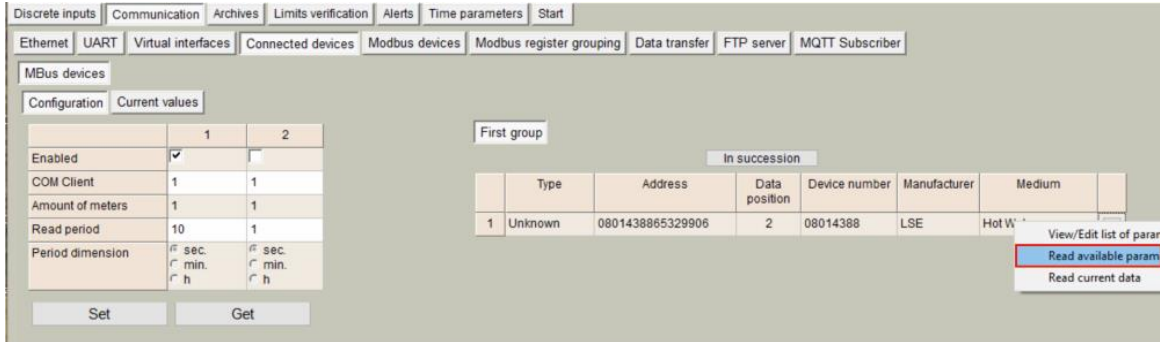 Discrete inputs Communication Archives Limits verification Alerts Time parameters Start
Ethernet UART Virtual interfaces Connected devices Modbus devices Modbus register grouping Data transfer FTP server MQTT Subscriber
MBus devices
Configuration Current values
1 2
Enabled
COM Client 1 1
Amount of meters 1 1
Read period 10 1
Period dimension sec. sec.
min. min.
h h
Set Get
First group
In succession
Type Address Data position Device number Manufacturer Medium
1 Unknown 0801438865329906 2 08014388 LSE Hot
View/Edit list of
Read available
Read current data